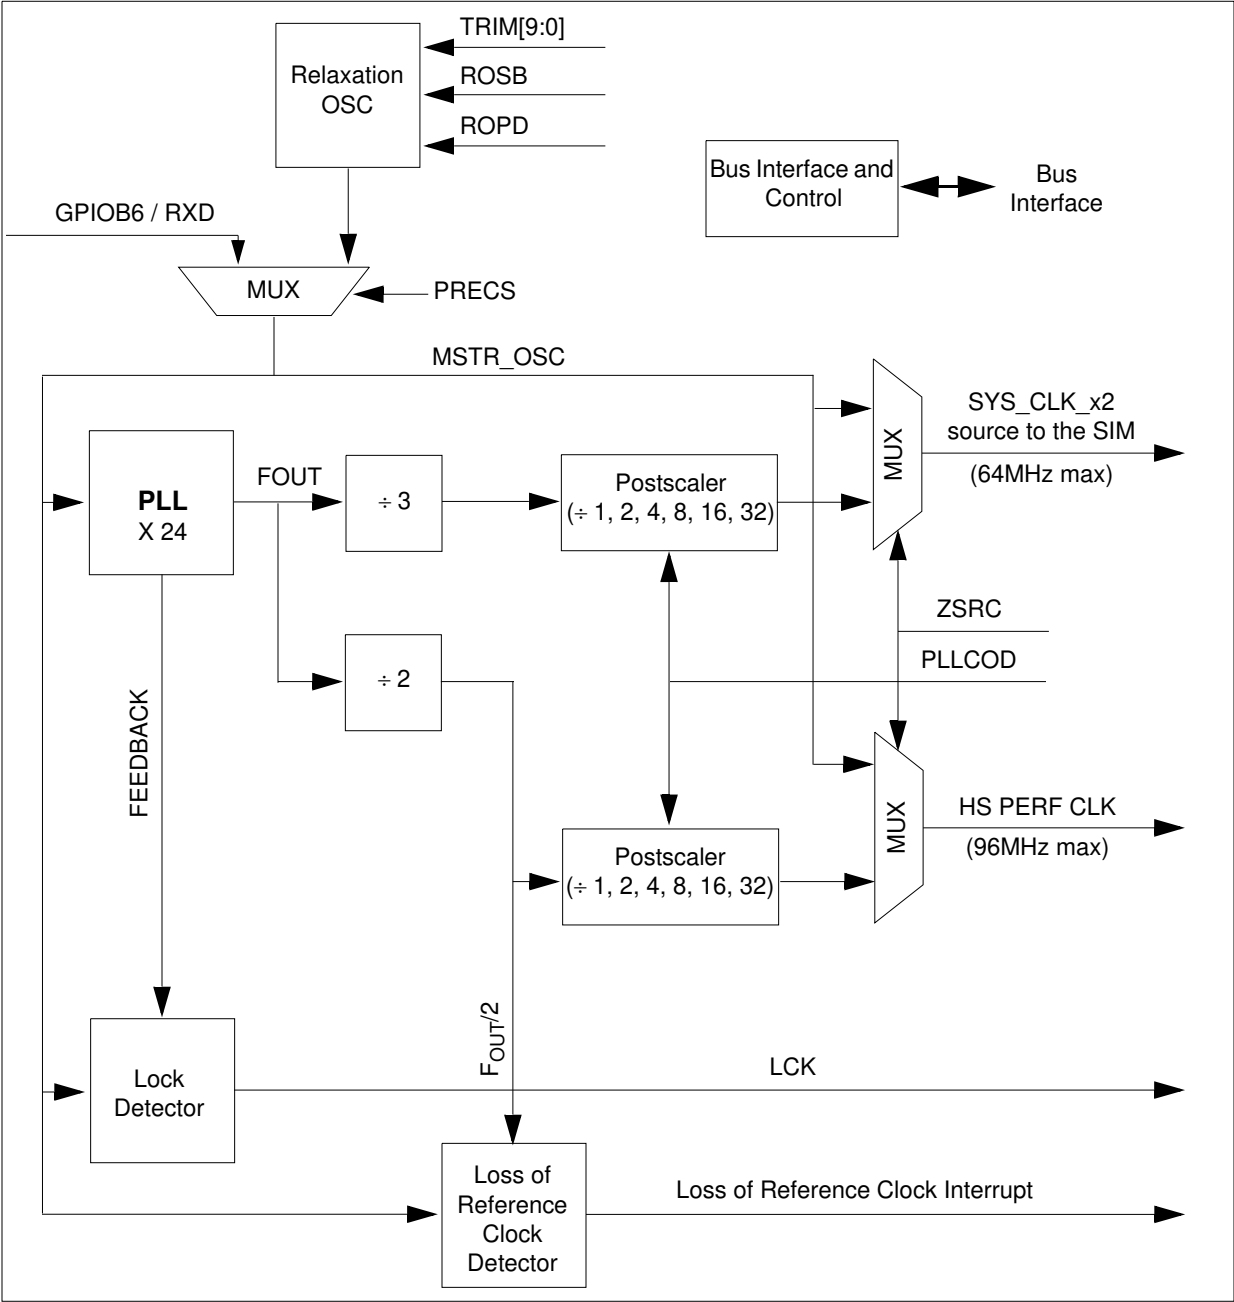 TRIM[9:0]
Relaxation
OSC
ROSB
ROPD
Bus Interface and
Control
Bus
Interface
GPIOB6 / RXD
MUX
PRECS
MSTR_OSC
SYS_CLK_x2
source to the SIM
(64MHz max)
MUX
PLL
X 24
FOUT
÷ 3
Postscaler
(÷ 1, 2, 4, 8, 16, 32)
ZSRC
PLLCOD
÷ 2
FEEDBACK
HS PERF CLK
(96MHz max)
MUX
Postscaler
(÷ 1, 2, 4, 8, 16, 32)
FOUT/2
Lock
Detector
LCK
Loss of
Reference
Clock
Detector
Loss of Reference Clock Interrupt